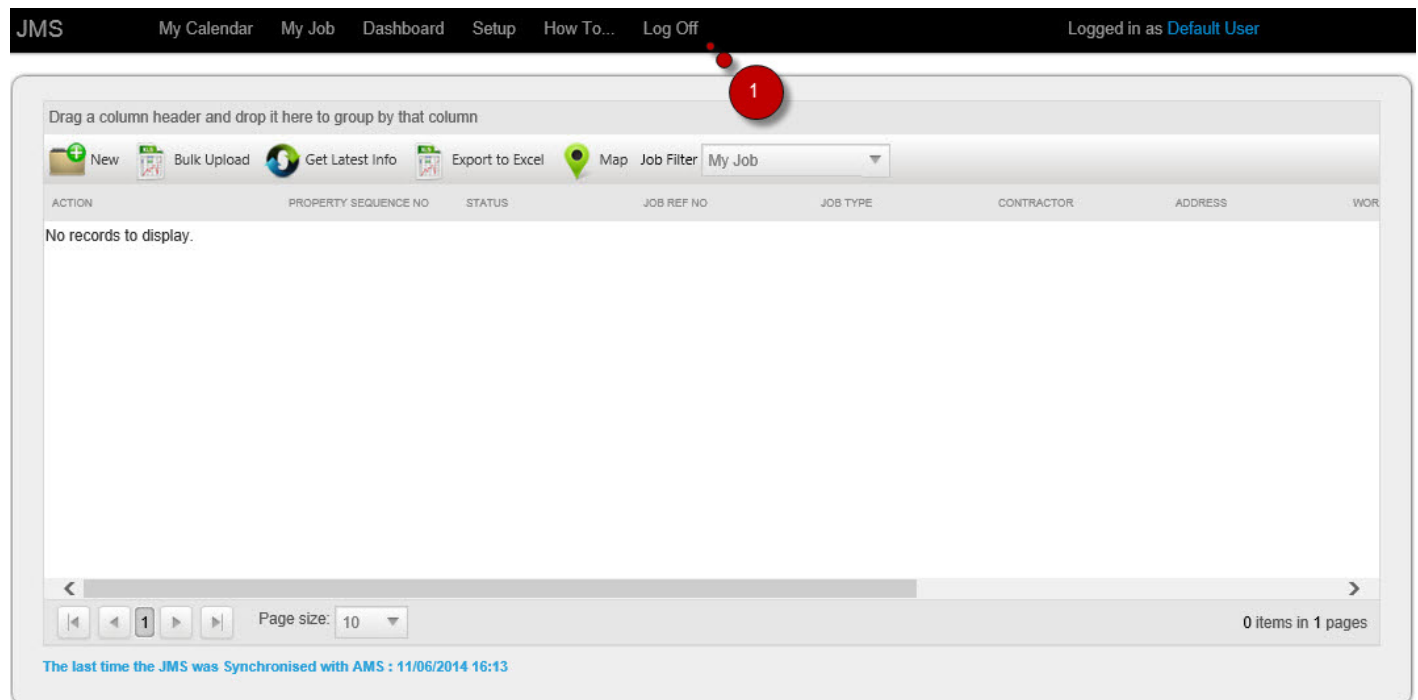 JMS My Calendar My Job Dashboard Setup How To... Log Off Logged in as Default User
1
Drag a column header and drop it here to group by that column
New Bulk Upload Get Latest Info Export to Excel Map Job Filter My Job
ACTION PROPERTY SEQUENCE NO STATUS JOB REF NO JOB TYPE CONTRACTOR ADDRESS WOR
No records to display.
1 Page size: 10 0 items in 1 pages
The last time the JMS was Synchronised with AMS : 11/06/2014 16:13